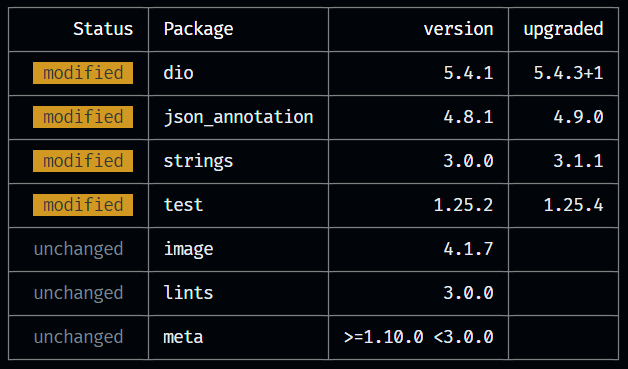 Status Package version upgraded
modified dio 5.4.1 5.4.3+1
modified json_annotation 4.8.1 4.9.0
modified strings 3.0.0 3.1.1
modified test 1.25.2 1.25.4
unchanged image 4.1.7
unchanged lints 3.0.0
unchanged meta >=1.10.0 <3.0.0